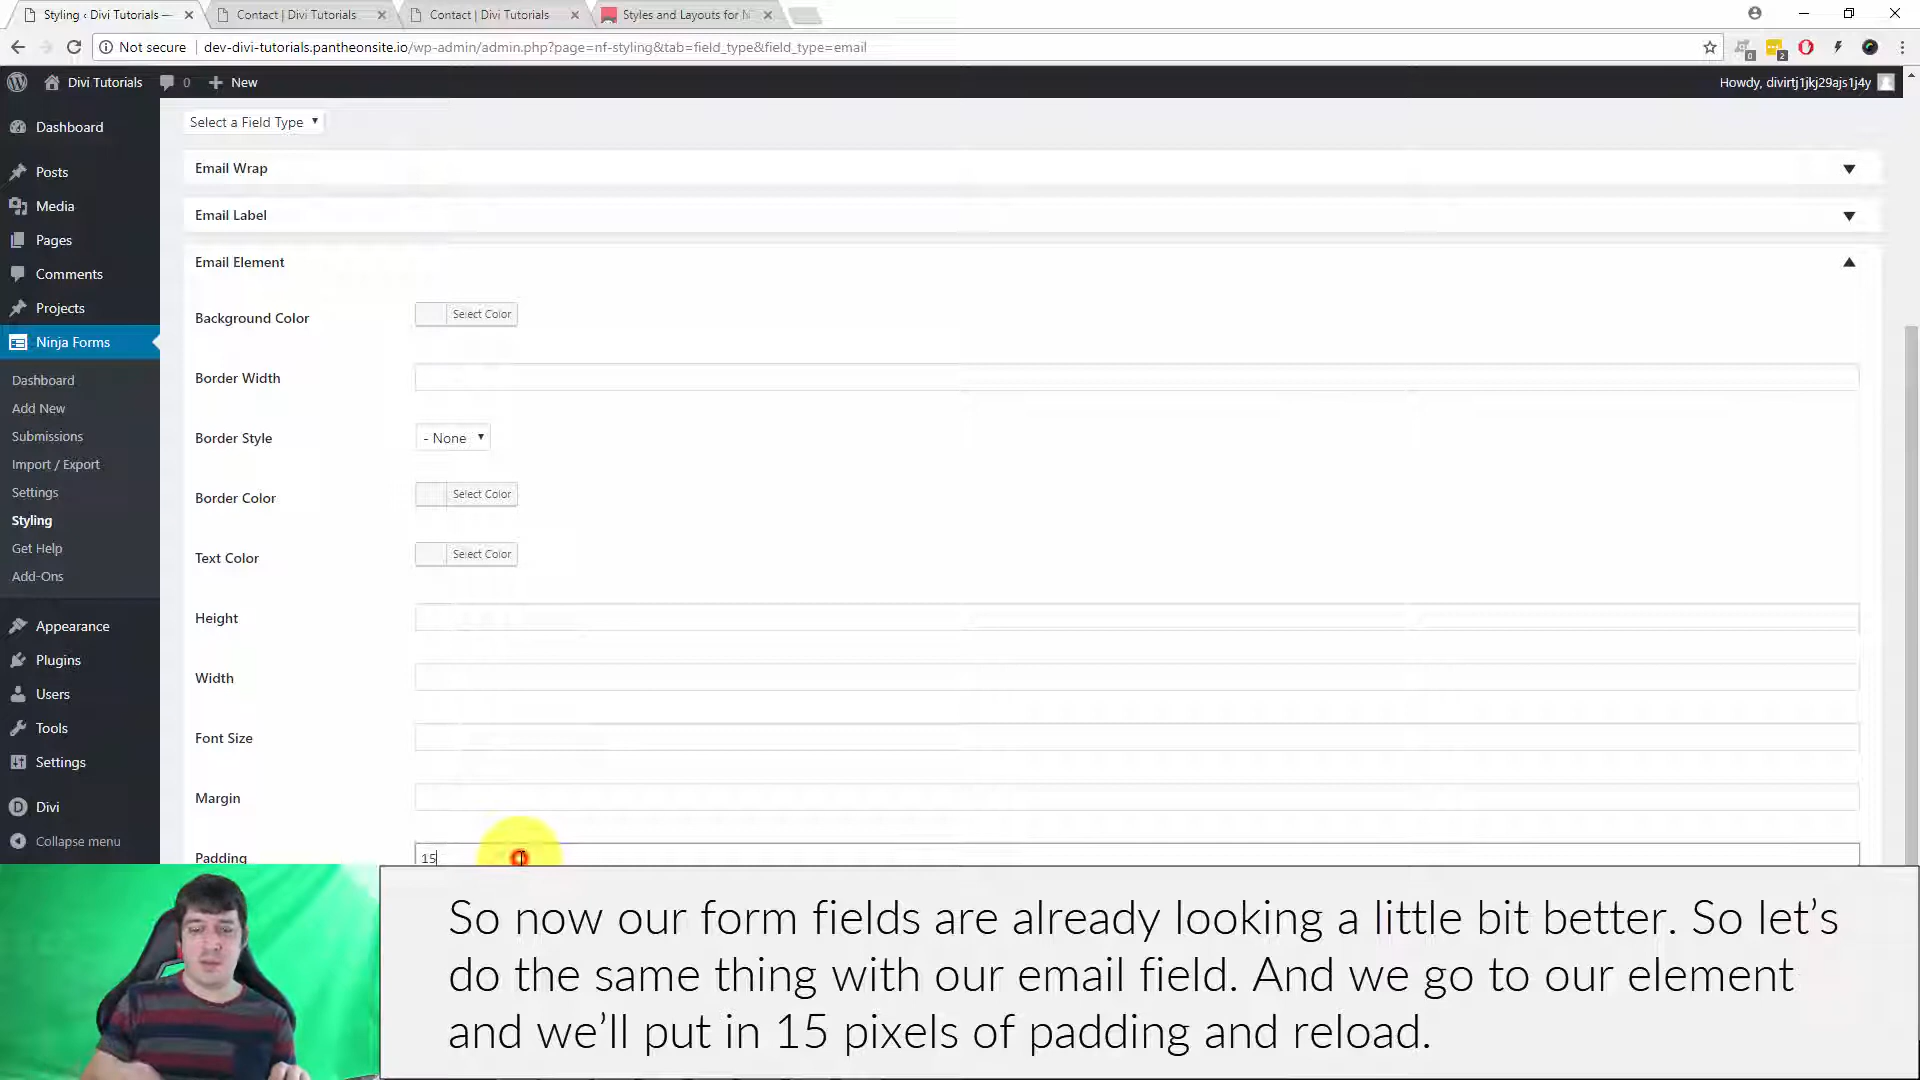 Styling ‹ Divi Tutorials —
Contact | Divi Tutorials
Contact | Divi Tutorials
Styles and Layouts for N
Not secure
dev-divi-tutorials.pantheonsite.io/wp-admin/admin.php?page=nf-styling&tab=field_type&field_type=email
0
2
Divi Tutorials
0
New
Howdy, divirtj1jkj29ajs1j4y
Dashboard
Posts
Media
Pages
Comments
Projects
Ninja Forms
Dashboard
Add New
Submissions
Import / Export
Settings
Styling
Get Help
Add-Ons
Appearance
Plugins
Users
Tools
Settings
Divi
Collapse menu
Select a Field Type
Email Wrap
Email Label
Email Element
Background Color
Select Color
Border Width
Border Style
- None
Border Color
Select Color
Text Color
Select Color
Height
Width
Font Size
Margin
Padding
15
So now our form fields are already looking a little bit better. So let’s
do the same thing with our email field. And we go to our element
and we’ll put in 15 pixels of padding and reload.